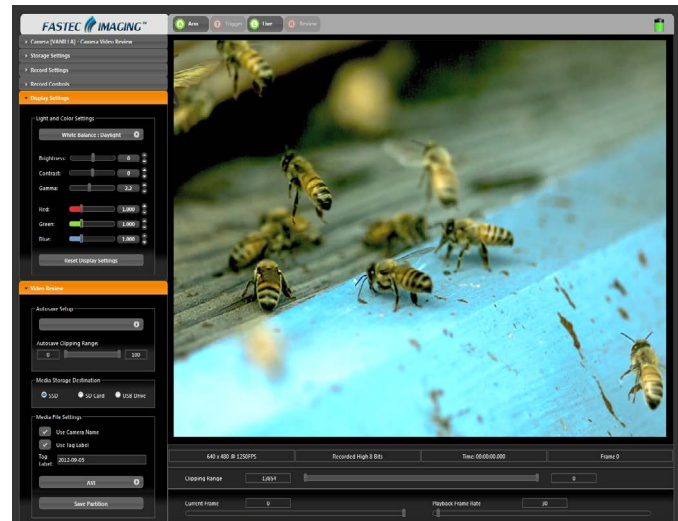 FASTEC IMAGING™
A Arm
T Trigger
Live
R Review
Camera [VANILLA] - Camera Video Review
Storage Settings
Record Settings
Record Controls
Display Settings
Light and Color Settings
White Balance : Daylight
Brightness: 0
Contrast: 0
Gamma: 2.2
Red: 1.000
Green: 1.000
Blue: 1.000
Reset Display Settings
Video Review
Autosave Setup
Autosave Clipping Range:
0 100
Media Storage Destination
SSD SD Card USB Drive
Media File Settings
Use Camera Name
Use Tag Label
Tag Label: 2012-09-05
AVI
Save Partition
640 x 480 @ 1250FPS
Recorded High 8 Bits
Time: 00:00:00.000
Frame 0
Clipping Range 0
Current Frame 0
Playback Frame Rate 30